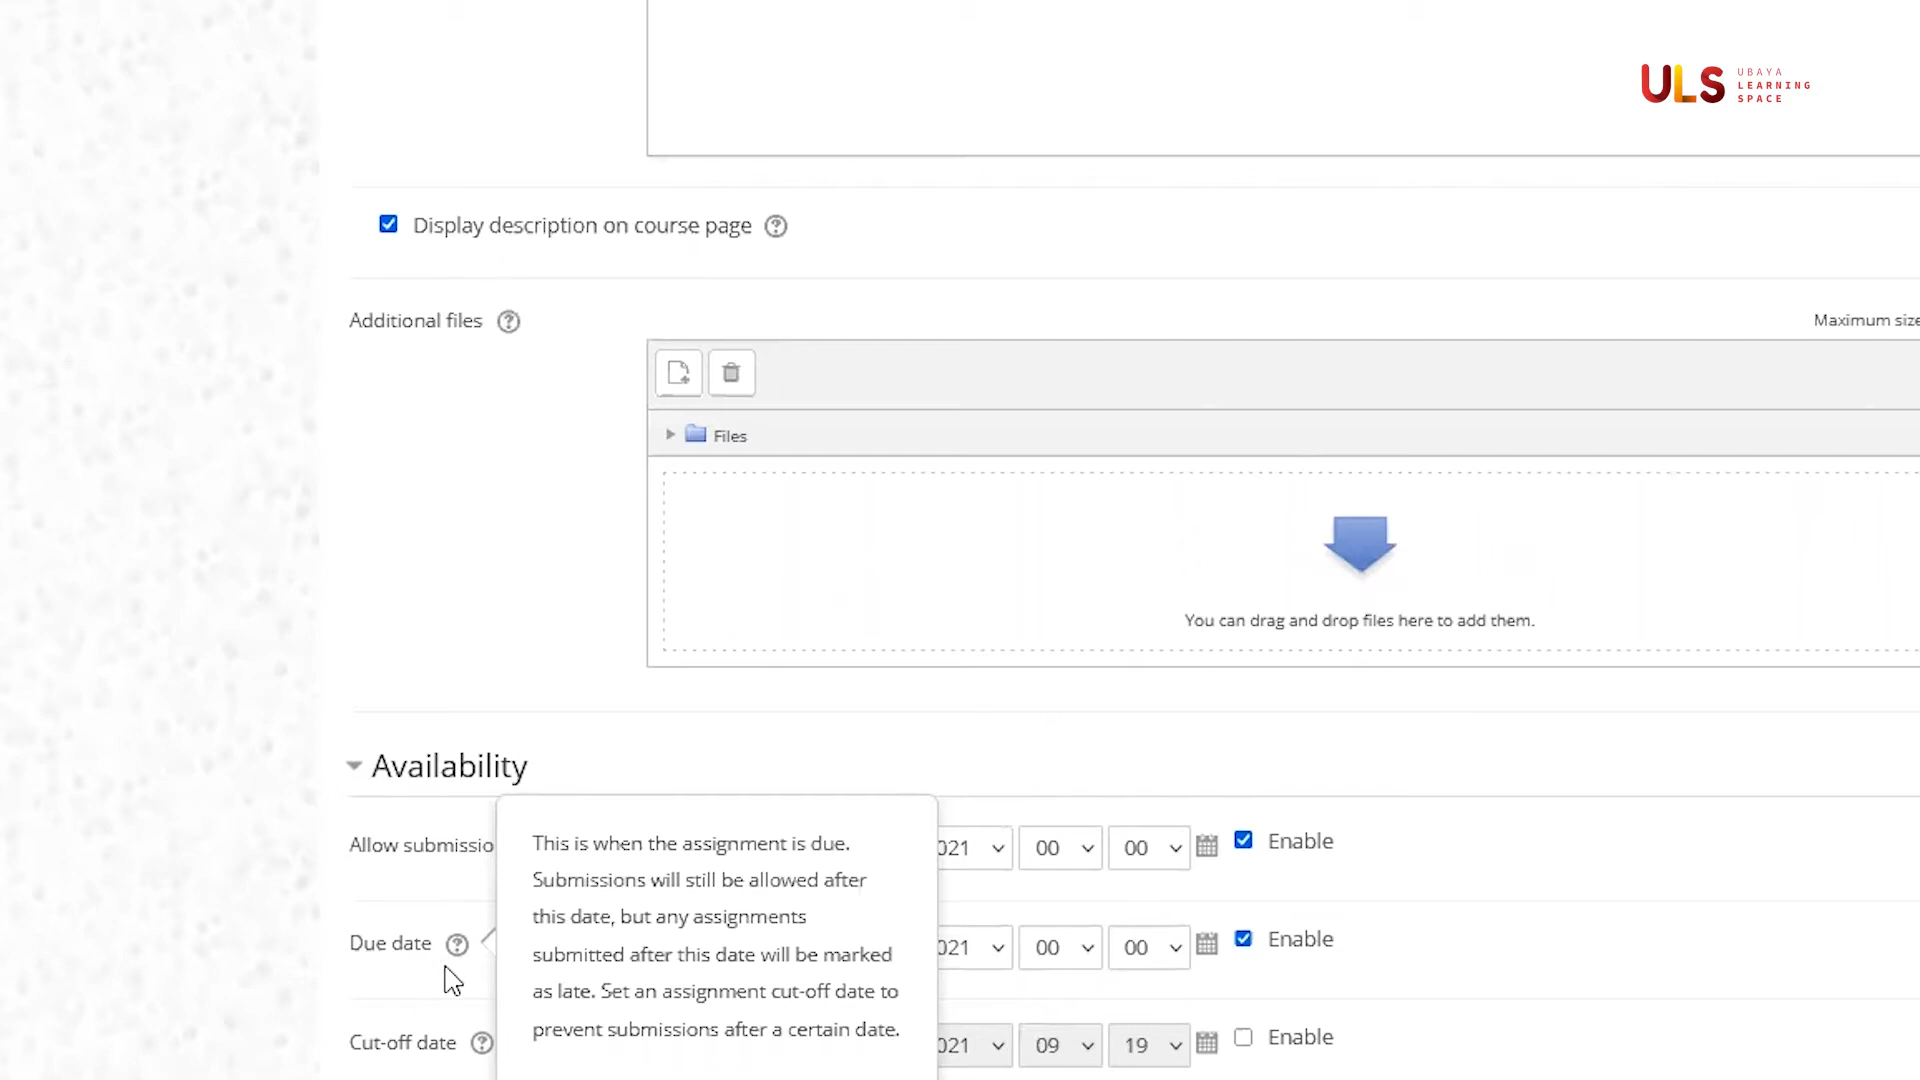 ULS UBAYA
LEARNING
SPACE
Display description on course page ?
Additional files ?
Maximum size
Files
You can drag and drop files here to add them.
Availability
Allow submissio
021 00 00 Enable
This is when the assignment is due.
Submissions will still be allowed after
this date, but any assignments
submitted after this date will be marked
as late. Set an assignment cut-off date to
prevent submissions after a certain date.
Due date ?
021 00 00 Enable
Cut-off date ?
021 09 19 Enable